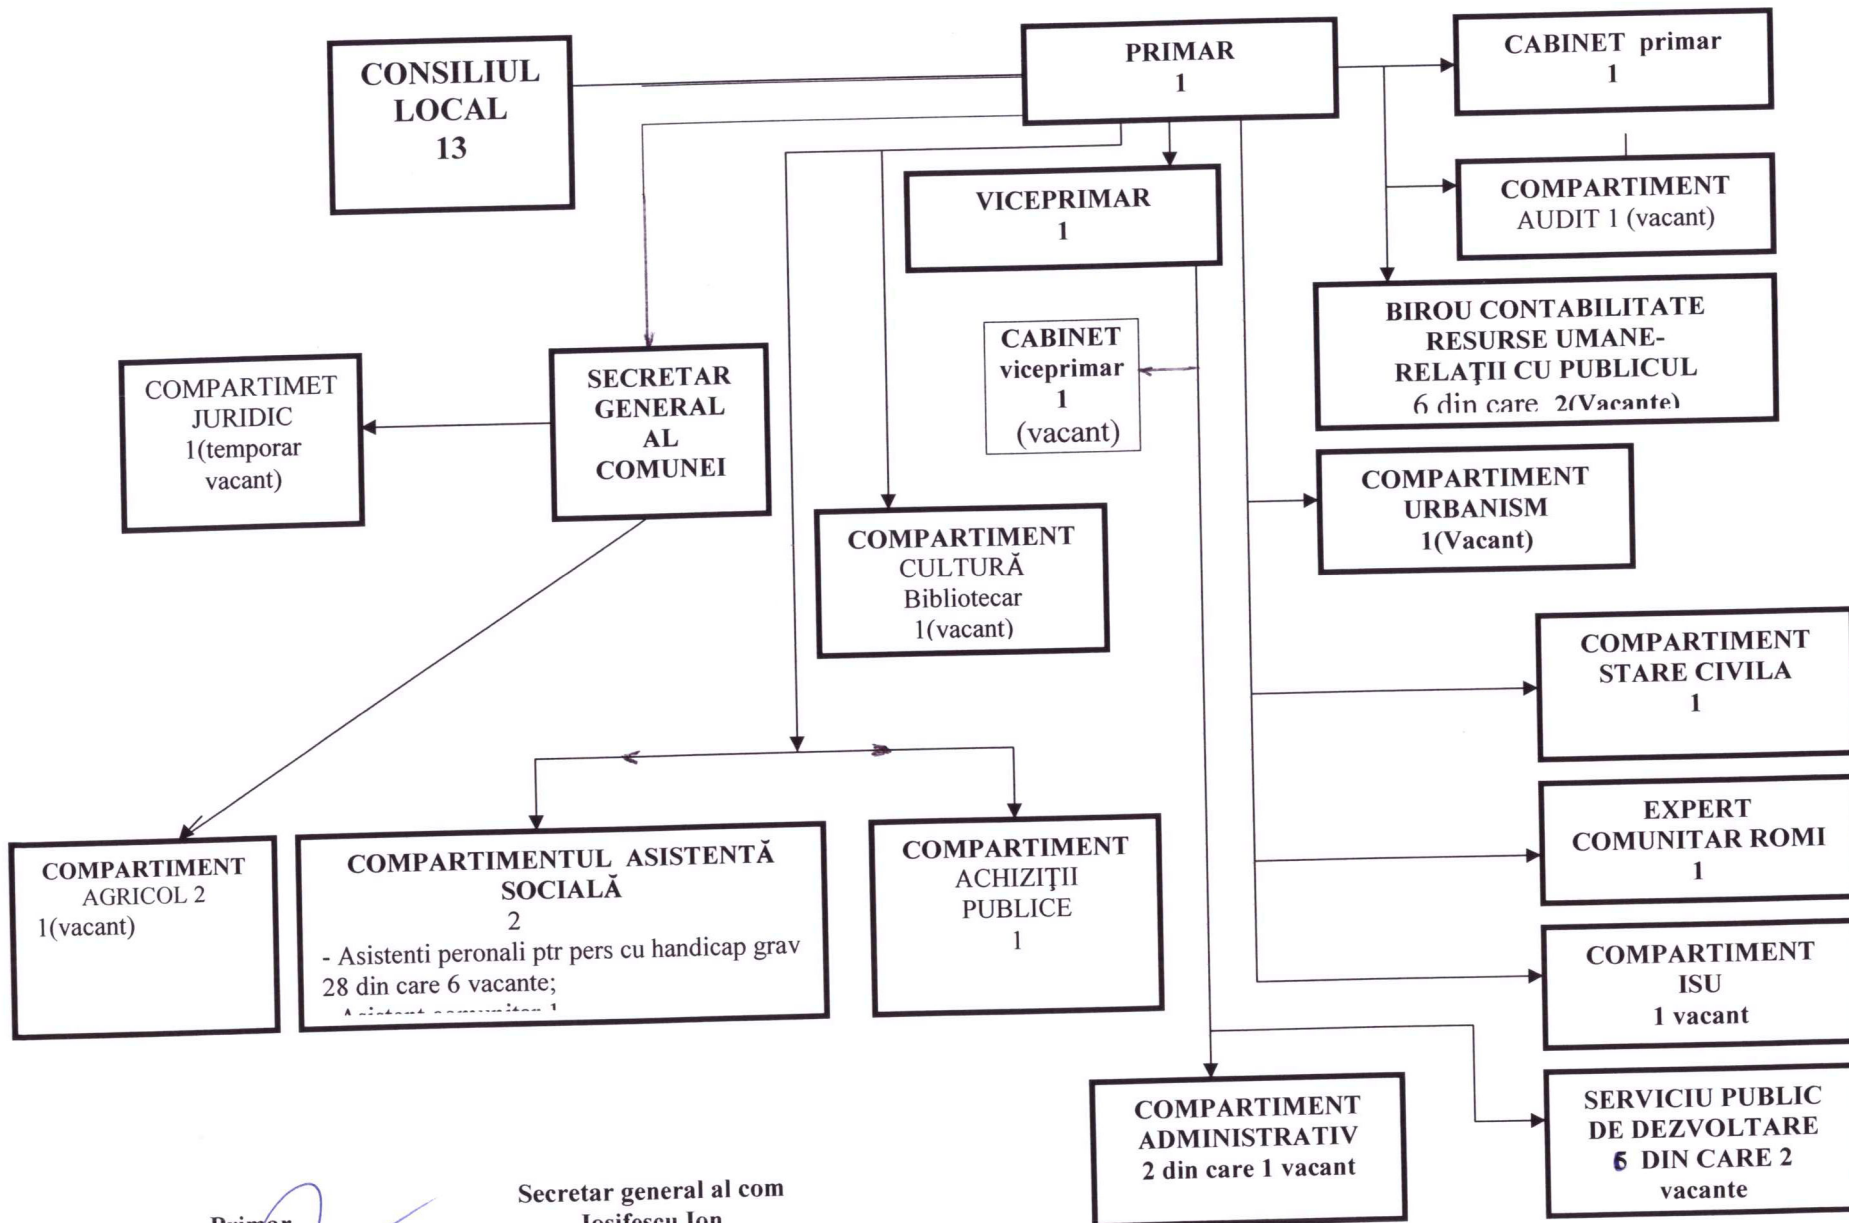 CONSILIUL
LOCAL
13
PRIMAR
1
CABINET primar
1
COMPARTIMENT
AUDIT 1 (vacant)
VICEPRIMAR
1
BIROU CONTABILITATE
RESURSE UMANE-
RELAŢII CU PUBLICUL
6 din care 2(Vacante)
CABINET
viceprimar
1
(vacant)
COMPARTIMET
JURIDIC
1(temporar
vacant)
SECRETAR
GENERAL
AL
COMUNEI
COMPARTIMENT
URBANISM
1(Vacant)
COMPARTIMENT
CULTURĂ
Bibliotecar
1(vacant)
COMPARTIMENT
STARE CIVILA
1
EXPERT
COMUNITAR ROMI
1
COMPARTIMENT
AGRICOL 2
1(vacant)
COMPARTIMENTUL ASISTENTĂ
SOCIALĂ
2
- Asistenti peronali ptr pers cu handicap grav
28 din care 6 vacante;
COMPARTIMENT
ACHIZIŢII
PUBLICE
1
COMPARTIMENT
ISU
1 vacant
COMPARTIMENT
ADMINISTRATIV
2 din care 1 vacant
SERVICIU PUBLIC
DE DEZVOLTARE
DIN CARE 2
vacante
Secretar general al com
Primar
Iosifescu Ion